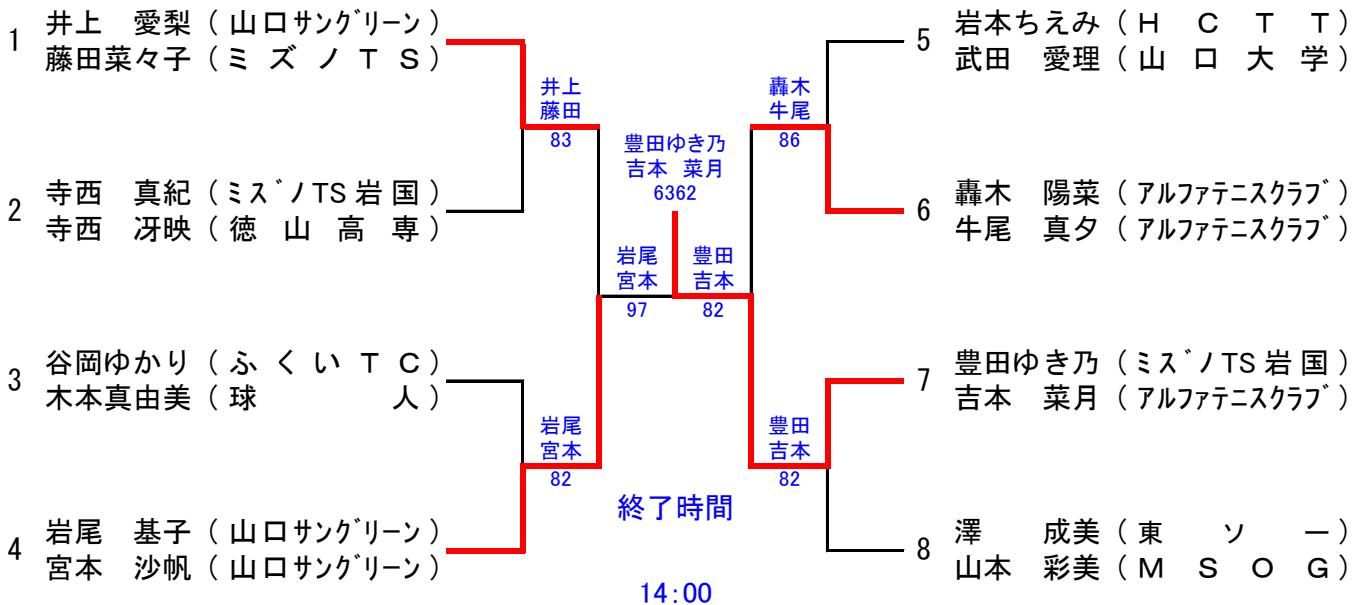 1 井上　愛梨（山口サングリーン）
藤田菜々子（ミズノＴＳ）
2 寺西　真紀（ミズノTS岩国）
寺西　冴映（徳山高専）
3 谷岡ゆかり（ふくいＴＣ）
木本真由美（球　　人）
4 岩尾　基子（山口サングリーン）
宮本　沙帆（山口サングリーン）
井上
藤田
83
岩尾
宮本
82
岩尾
宮本
97
豊田ゆき乃
吉本　菜月
6362
豊田
吉本
82
終了時間
14:00
轟木
牛尾
86
豊田
吉本
82
5 岩本ちえみ（ＨＣＴＴ）
武田　愛理（山口大学）
6 轟木　陽菜（アルファテニスクラブ）
牛尾　真夕（アルファテニスクラブ）
7 豊田ゆき乃（ミズノTS岩国）
吉本　菜月（アルファテニスクラブ）
8 澤　　成美（東ソー）
山本　彩美（ＭＳＯＧ）